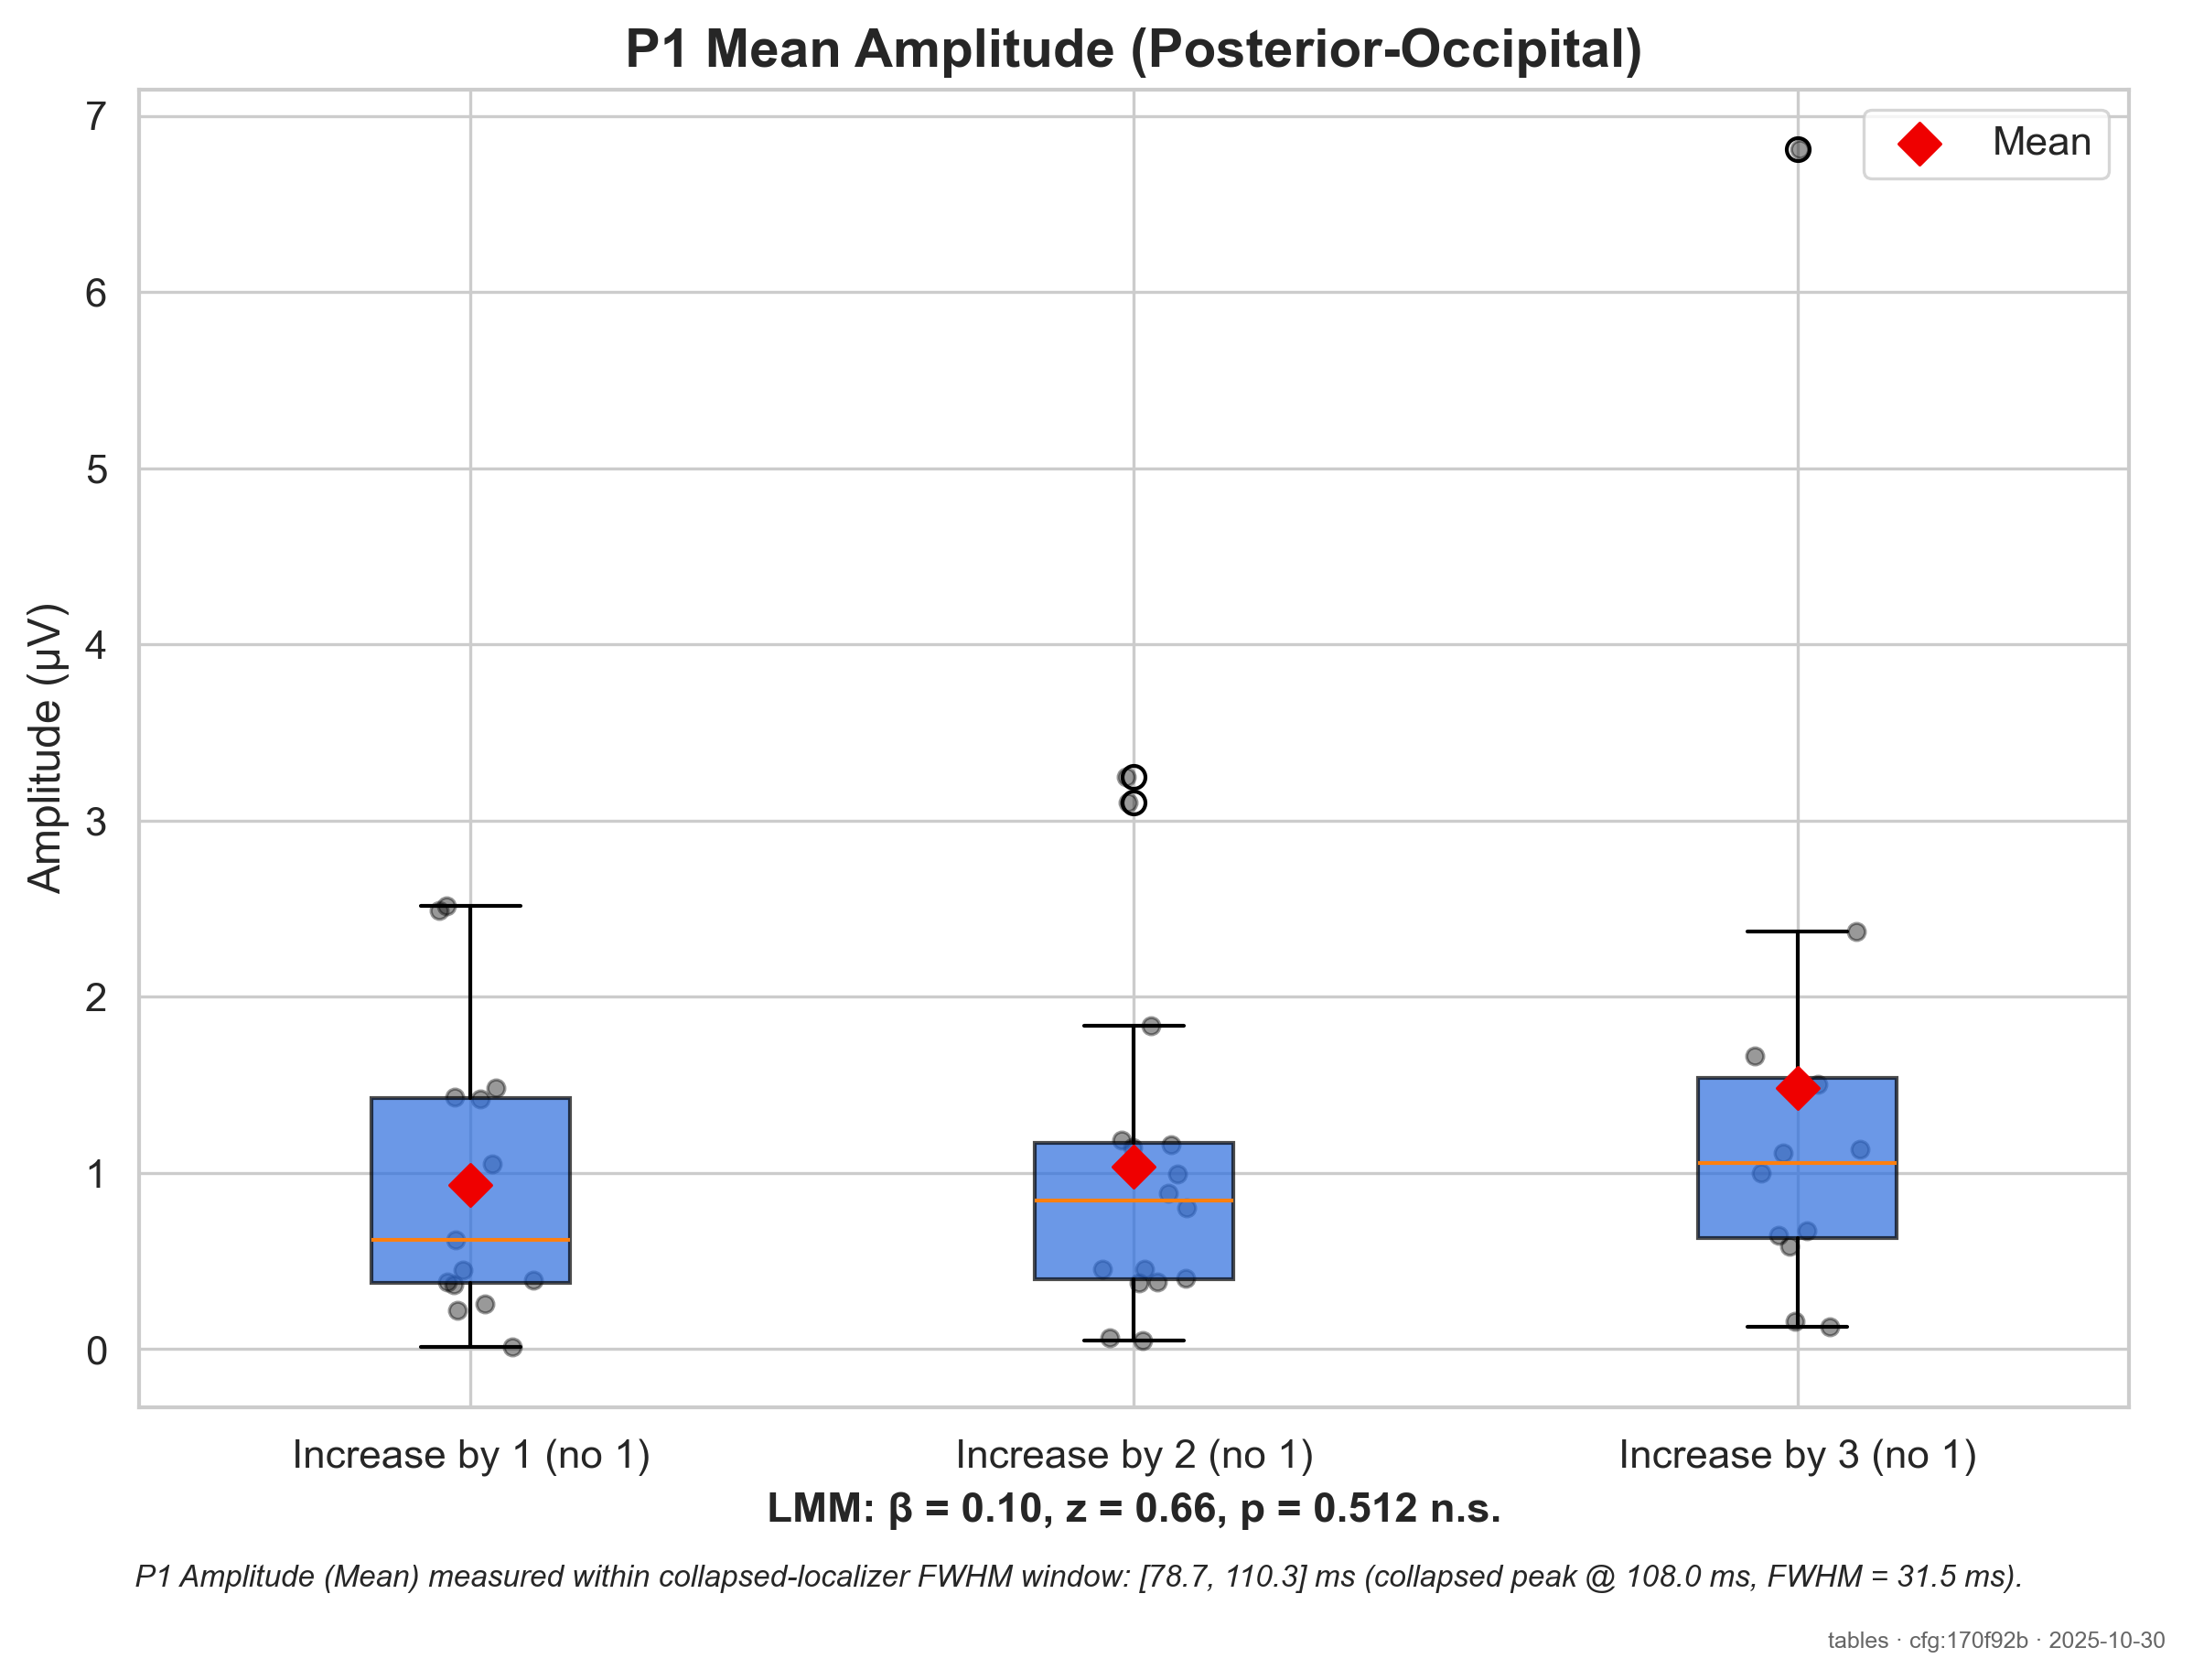 P1 Mean Amplitude (Posterior-Occipital)
Mean
7
6
5
4
3
2
1
0
Amplitude (µV)
Increase by 1 (no 1)
Increase by 2 (no 1)
Increase by 3 (no 1)
LMM: β = 0.10, z = 0.66, p = 0.512 n.s.
P1 Amplitude (Mean) measured within collapsed-localizer FWHM window: [78.7, 110.3] ms (collapsed peak @ 108.0 ms, FWHM = 31.5 ms).
tables · cfg:170f92b · 2025-10-30